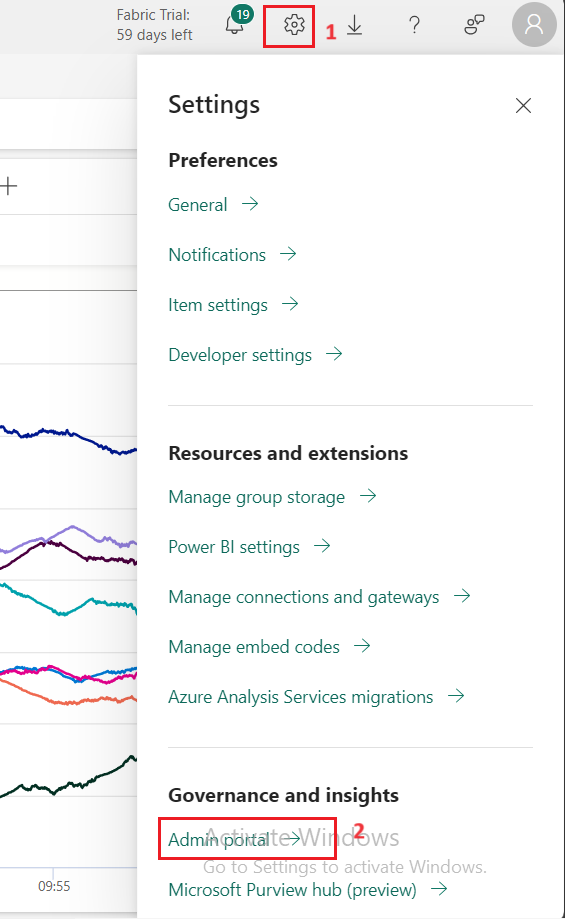 Fabric Trial:
59 days left
19
1
?
Settings
Preferences
General
Notifications
Item settings
Developer settings
Resources and extensions
Manage group storage
Power BI settings
Manage connections and gateways
Manage embed codes
Azure Analysis Services migrations
Governance and insights
Admin portal
2
Activate Windows
Go to Settings to activate Windows.
Microsoft Purview hub (preview)
09:55